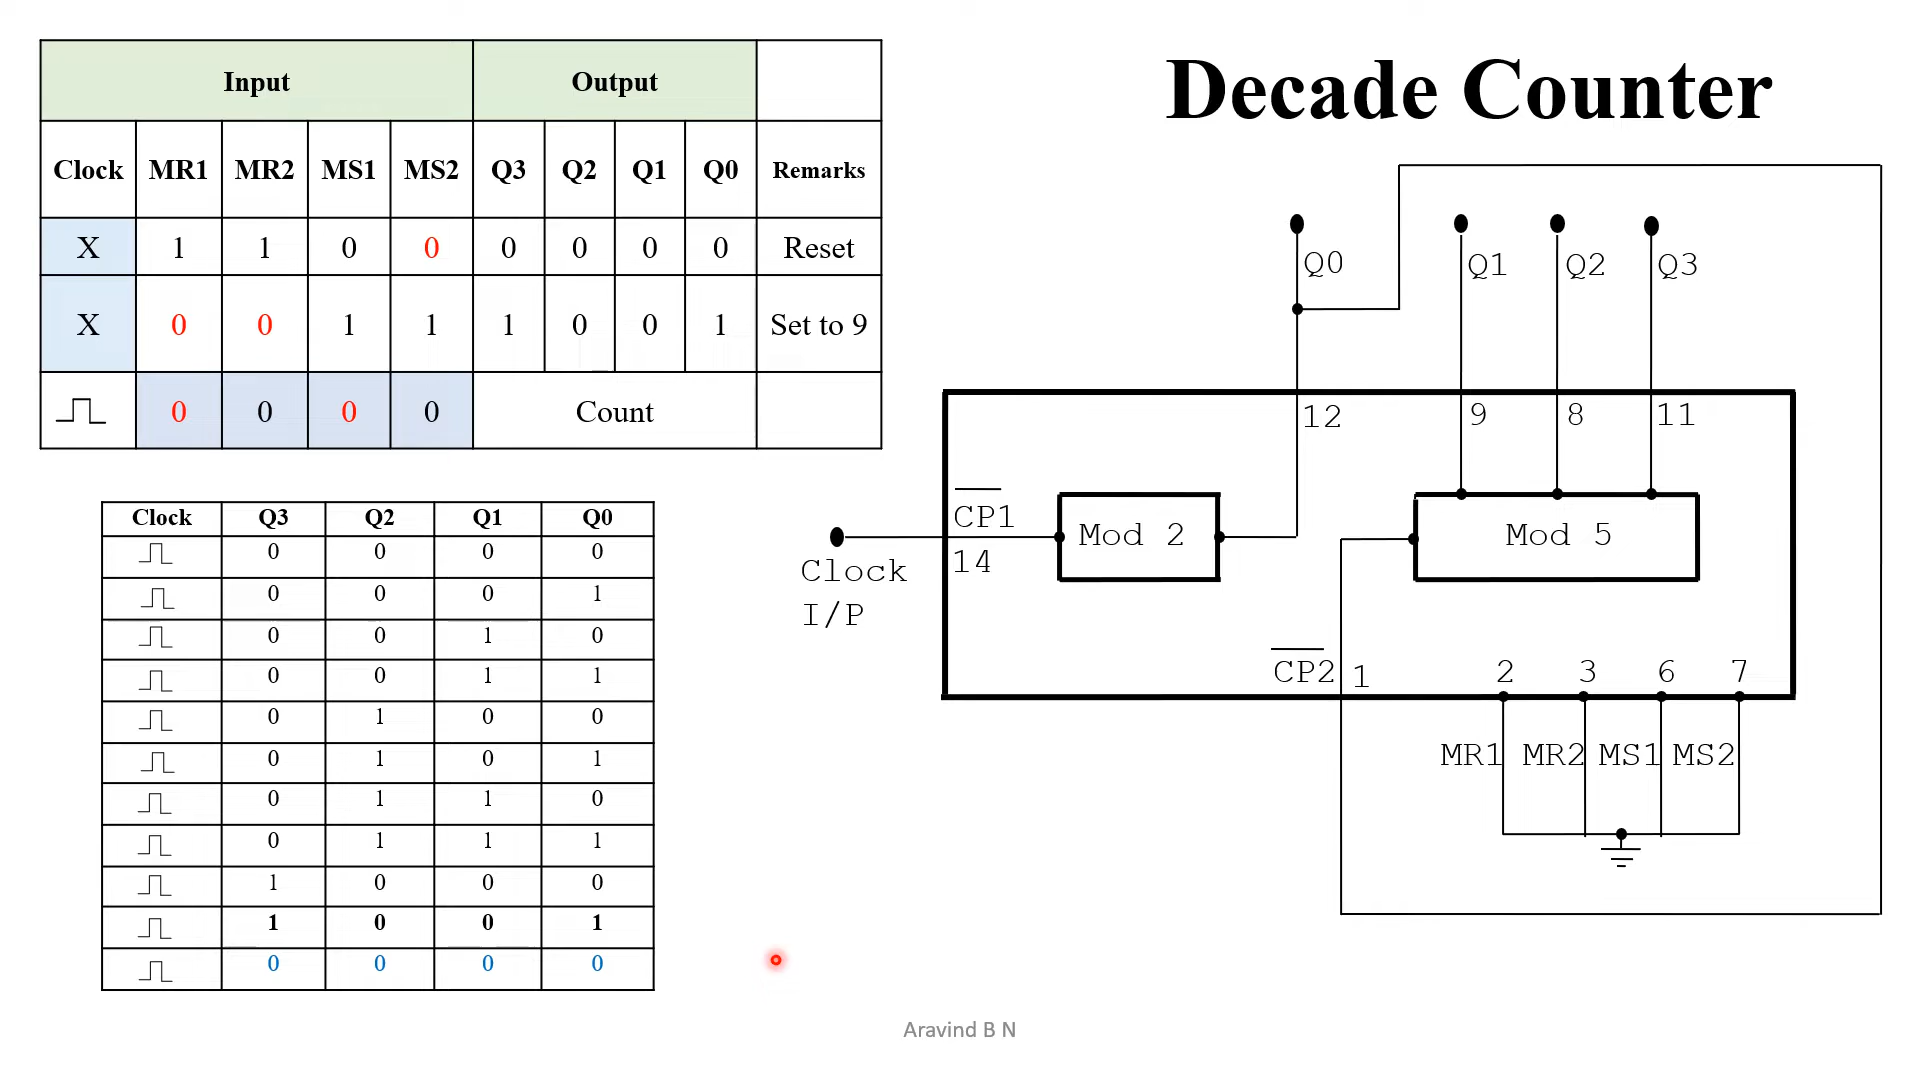 Decade Counter
Input Output
Clock MR1 MR2 MS1 MS2 Q3 Q2 Q1 Q0 Remarks
X 1 1 0 0 0 0 0 0 Reset
X 0 0 1 1 1 0 0 1 Set to 9
0 0 0 0 Count
Clock Q3 Q2 Q1 Q0
0 0 0 0
0 0 0 1
0 0 1 0
0 0 1 1
0 1 0 0
0 1 0 1
0 1 1 0
0 1 1 1
1 0 0 0
1 0 0 1
0 0 0 0
Q0 Q1 Q2 Q3
12 9 8 11
CP1
14
Clock
I/P
Mod 2 Mod 5
CP2 1 2 3 6 7
MR1 MR2 MS1 MS2
Aravind B N